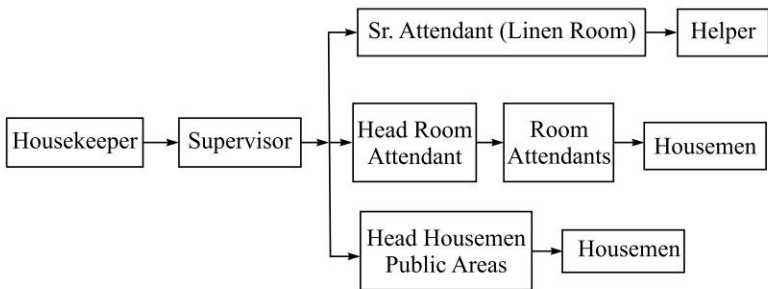 Sr. Attendant (Linen Room)
Helper
Housekeeper
Supervisor
Head Room
Attendant
Room
Attendants
Housemen
Head Housemen
Public Areas
Housemen